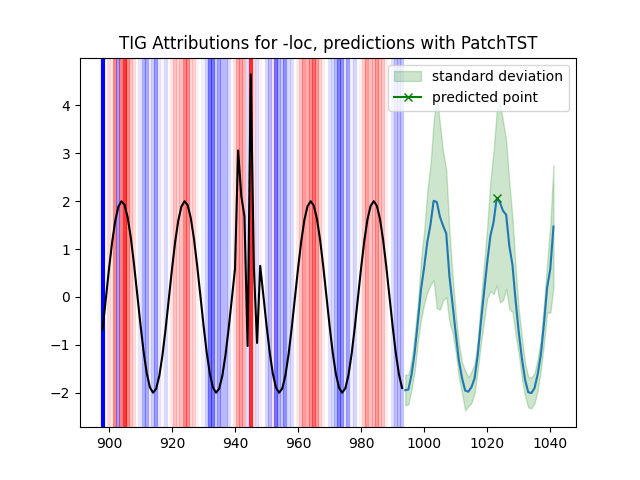 TIG Attributions for -loc, predictions with PatchTST
standard deviation
predicted point
4
3
2
1
0
−1
−2
900 920 940 960 980 1000 1020 1040